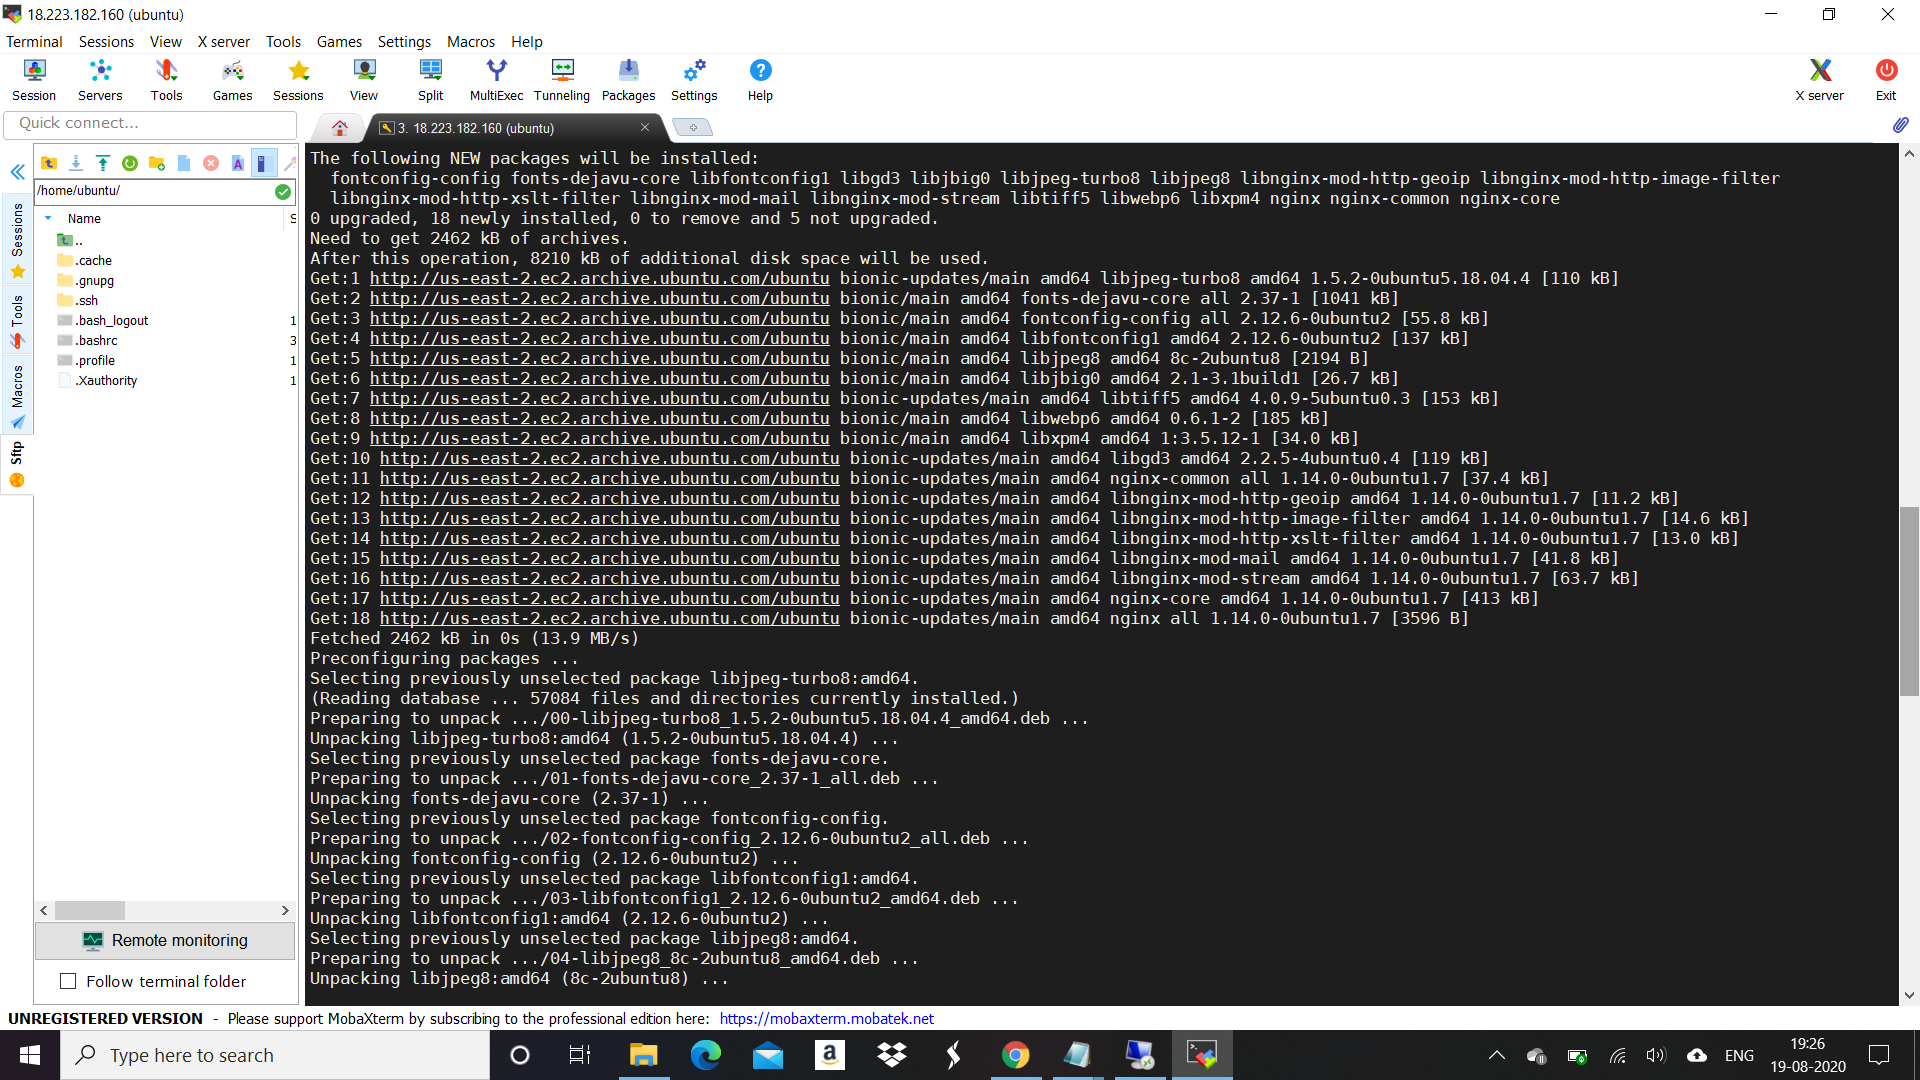 18.223.182.160 (ubuntu)
Terminal Sessions View X server Tools Games Settings Macros Help
Session Servers Tools Games Sessions View Split MultiExec Tunneling Packages Settings Help X server Exit
Quick connect...
3. 18.223.182.160 (ubuntu)
/home/ubuntu/
Name S
..
.cache
.gnupg
.ssh
.bash_logout 1
.bashrc 3
.profile 1
.Xauthority 1
Sessions
Tools
Macros
Sftp
Remote monitoring
Follow terminal folder
The following NEW packages will be installed:
fontconfig-config fonts-dejavu-core libfontconfig1 libgd3 libjbig0 libjpeg-turbo8 libjpeg8 libnginx-mod-http-geoip libnginx-mod-http-image-filter
libnginx-mod-http-xslt-filter libnginx-mod-mail libnginx-mod-stream libtiff5 libwebp6 libxpm4 nginx nginx-common nginx-core
0 upgraded, 18 newly installed, 0 to remove and 5 not upgraded.
Need to get 2462 kB of archives.
After this operation, 8210 kB of additional disk space will be used.
Get:1 http://us-east-2.ec2.archive.ubuntu.com/ubuntu bionic-updates/main amd64 libjpeg-turbo8 amd64 1.5.2-0ubuntu5.18.04.4 [110 kB]
Get:2 http://us-east-2.ec2.archive.ubuntu.com/ubuntu bionic/main amd64 fonts-dejavu-core all 2.37-1 [1041 kB]
Get:3 http://us-east-2.ec2.archive.ubuntu.com/ubuntu bionic/main amd64 fontconfig-config all 2.12.6-0ubuntu2 [55.8 kB]
Get:4 http://us-east-2.ec2.archive.ubuntu.com/ubuntu bionic/main amd64 libfontconfig1 amd64 2.12.6-0ubuntu2 [137 kB]
Get:5 http://us-east-2.ec2.archive.ubuntu.com/ubuntu bionic/main amd64 libjpeg8 amd64 8c-2ubuntu8 [2194 B]
Get:6 http://us-east-2.ec2.archive.ubuntu.com/ubuntu bionic/main amd64 libjbig0 amd64 2.1-3.1build1 [26.7 kB]
Get:7 http://us-east-2.ec2.archive.ubuntu.com/ubuntu bionic-updates/main amd64 libtiff5 amd64 4.0.9-5ubuntu0.3 [153 kB]
Get:8 http://us-east-2.ec2.archive.ubuntu.com/ubuntu bionic/main amd64 libwebp6 amd64 0.6.1-2 [185 kB]
Get:9 http://us-east-2.ec2.archive.ubuntu.com/ubuntu bionic/main amd64 libxpm4 amd64 1:3.5.12-1 [34.0 kB]
Get:10 http://us-east-2.ec2.archive.ubuntu.com/ubuntu bionic-updates/main amd64 libgd3 amd64 2.2.5-4ubuntu0.4 [119 kB]
Get:11 http://us-east-2.ec2.archive.ubuntu.com/ubuntu bionic-updates/main amd64 nginx-common all 1.14.0-0ubuntu1.7 [37.4 kB]
Get:12 http://us-east-2.ec2.archive.ubuntu.com/ubuntu bionic-updates/main amd64 libnginx-mod-http-geoip amd64 1.14.0-0ubuntu1.7 [11.2 kB]
Get:13 http://us-east-2.ec2.archive.ubuntu.com/ubuntu bionic-updates/main amd64 libnginx-mod-http-image-filter amd64 1.14.0-0ubuntu1.7 [14.6 kB]
Get:14 http://us-east-2.ec2.archive.ubuntu.com/ubuntu bionic-updates/main amd64 libnginx-mod-http-xslt-filter amd64 1.14.0-0ubuntu1.7 [13.0 kB]
Get:15 http://us-east-2.ec2.archive.ubuntu.com/ubuntu bionic-updates/main amd64 libnginx-mod-mail amd64 1.14.0-0ubuntu1.7 [41.8 kB]
Get:16 http://us-east-2.ec2.archive.ubuntu.com/ubuntu bionic-updates/main amd64 libnginx-mod-stream amd64 1.14.0-0ubuntu1.7 [63.7 kB]
Get:17 http://us-east-2.ec2.archive.ubuntu.com/ubuntu bionic-updates/main amd64 nginx-core amd64 1.14.0-0ubuntu1.7 [413 kB]
Get:18 http://us-east-2.ec2.archive.ubuntu.com/ubuntu bionic-updates/main amd64 nginx all 1.14.0-0ubuntu1.7 [3596 B]
Fetched 2462 kB in 0s (13.9 MB/s)
Preconfiguring packages ...
Selecting previously unselected package libjpeg-turbo8:amd64.
(Reading database ... 57084 files and directories currently installed.)
Preparing to unpack .../00-libjpeg-turbo8_1.5.2-0ubuntu5.18.04.4_amd64.deb ...
Unpacking libjpeg-turbo8:amd64 (1.5.2-0ubuntu5.18.04.4) ...
Selecting previously unselected package fonts-dejavu-core.
Preparing to unpack .../01-fonts-dejavu-core_2.37-1_all.deb ...
Unpacking fonts-dejavu-core (2.37-1) ...
Selecting previously unselected package fontconfig-config.
Preparing to unpack .../02-fontconfig-config_2.12.6-0ubuntu2_all.deb ...
Unpacking fontconfig-config (2.12.6-0ubuntu2) ...
Selecting previously unselected package libfontconfig1:amd64.
Preparing to unpack .../03-libfontconfig1_2.12.6-0ubuntu2_amd64.deb ...
Unpacking libfontconfig1:amd64 (2.12.6-0ubuntu2) ...
Selecting previously unselected package libjpeg8:amd64.
Preparing to unpack .../04-libjpeg8_8c-2ubuntu8_amd64.deb ...
Unpacking libjpeg8:amd64 (8c-2ubuntu8) ...
UNREGISTERED VERSION - Please support MobaXterm by subscribing to the professional edition here: https://mobaxterm.mobatek.net
Type here to search
ENG
19:26
19-08-2020